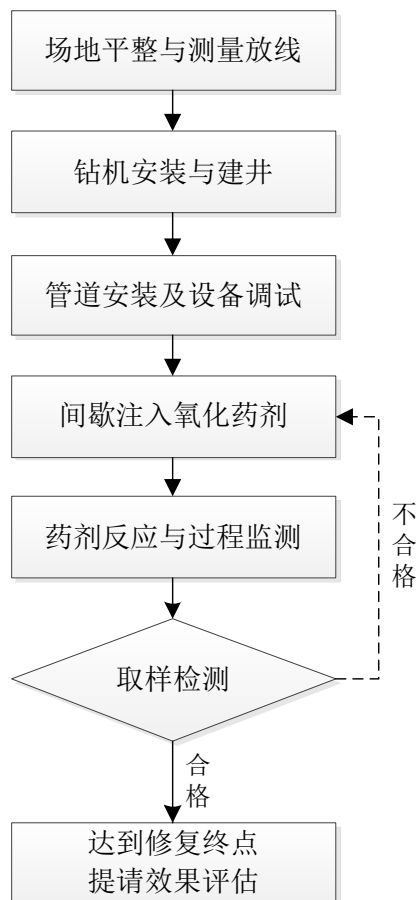 场地平整与测量放线
钻机安装与建井
管道安装及设备调试
间歇注入氧化药剂
药剂反应与过程监测
取样检测
不合格
合格
达到修复终点
提请效果评估